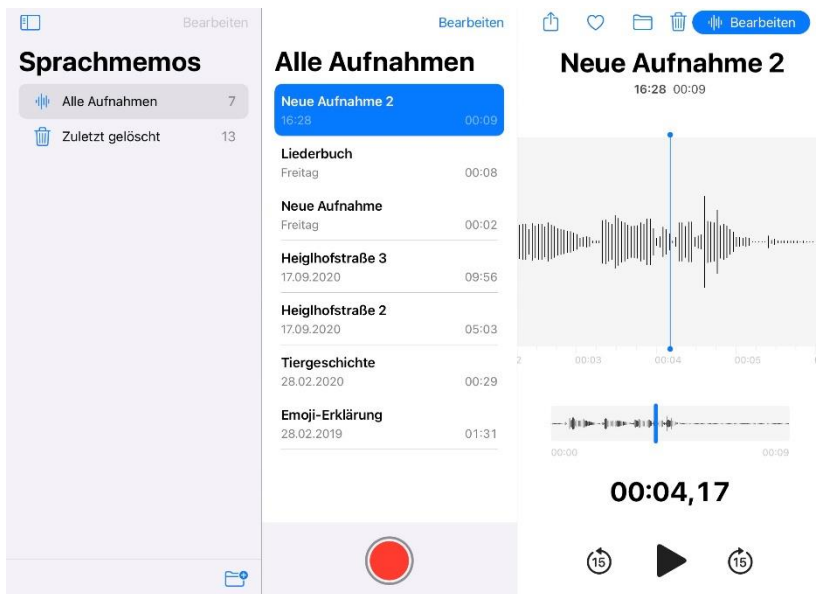 Bearbeiten
Sprachmemos
Alle Aufnahmen 7
Zuletzt gelöscht 13
Bearbeiten
Alle Aufnahmen
Neue Aufnahme 2
16:28 00:09
Liederbuch
Freitag 00:08
Neue Aufnahme
Freitag 00:02
Heiglhofstraße 3
17.09.2020 09:56
Heiglhofstraße 2
17.09.2020 05:03
Tiergeschichte
28.02.2020 00:29
Emoji-Erklärung
28.02.2019 01:31
Bearbeiten
Neue Aufnahme 2
16:28 00:09
2 00:03 00:04 00:05
00:00 00:09
00:04,17
15 15